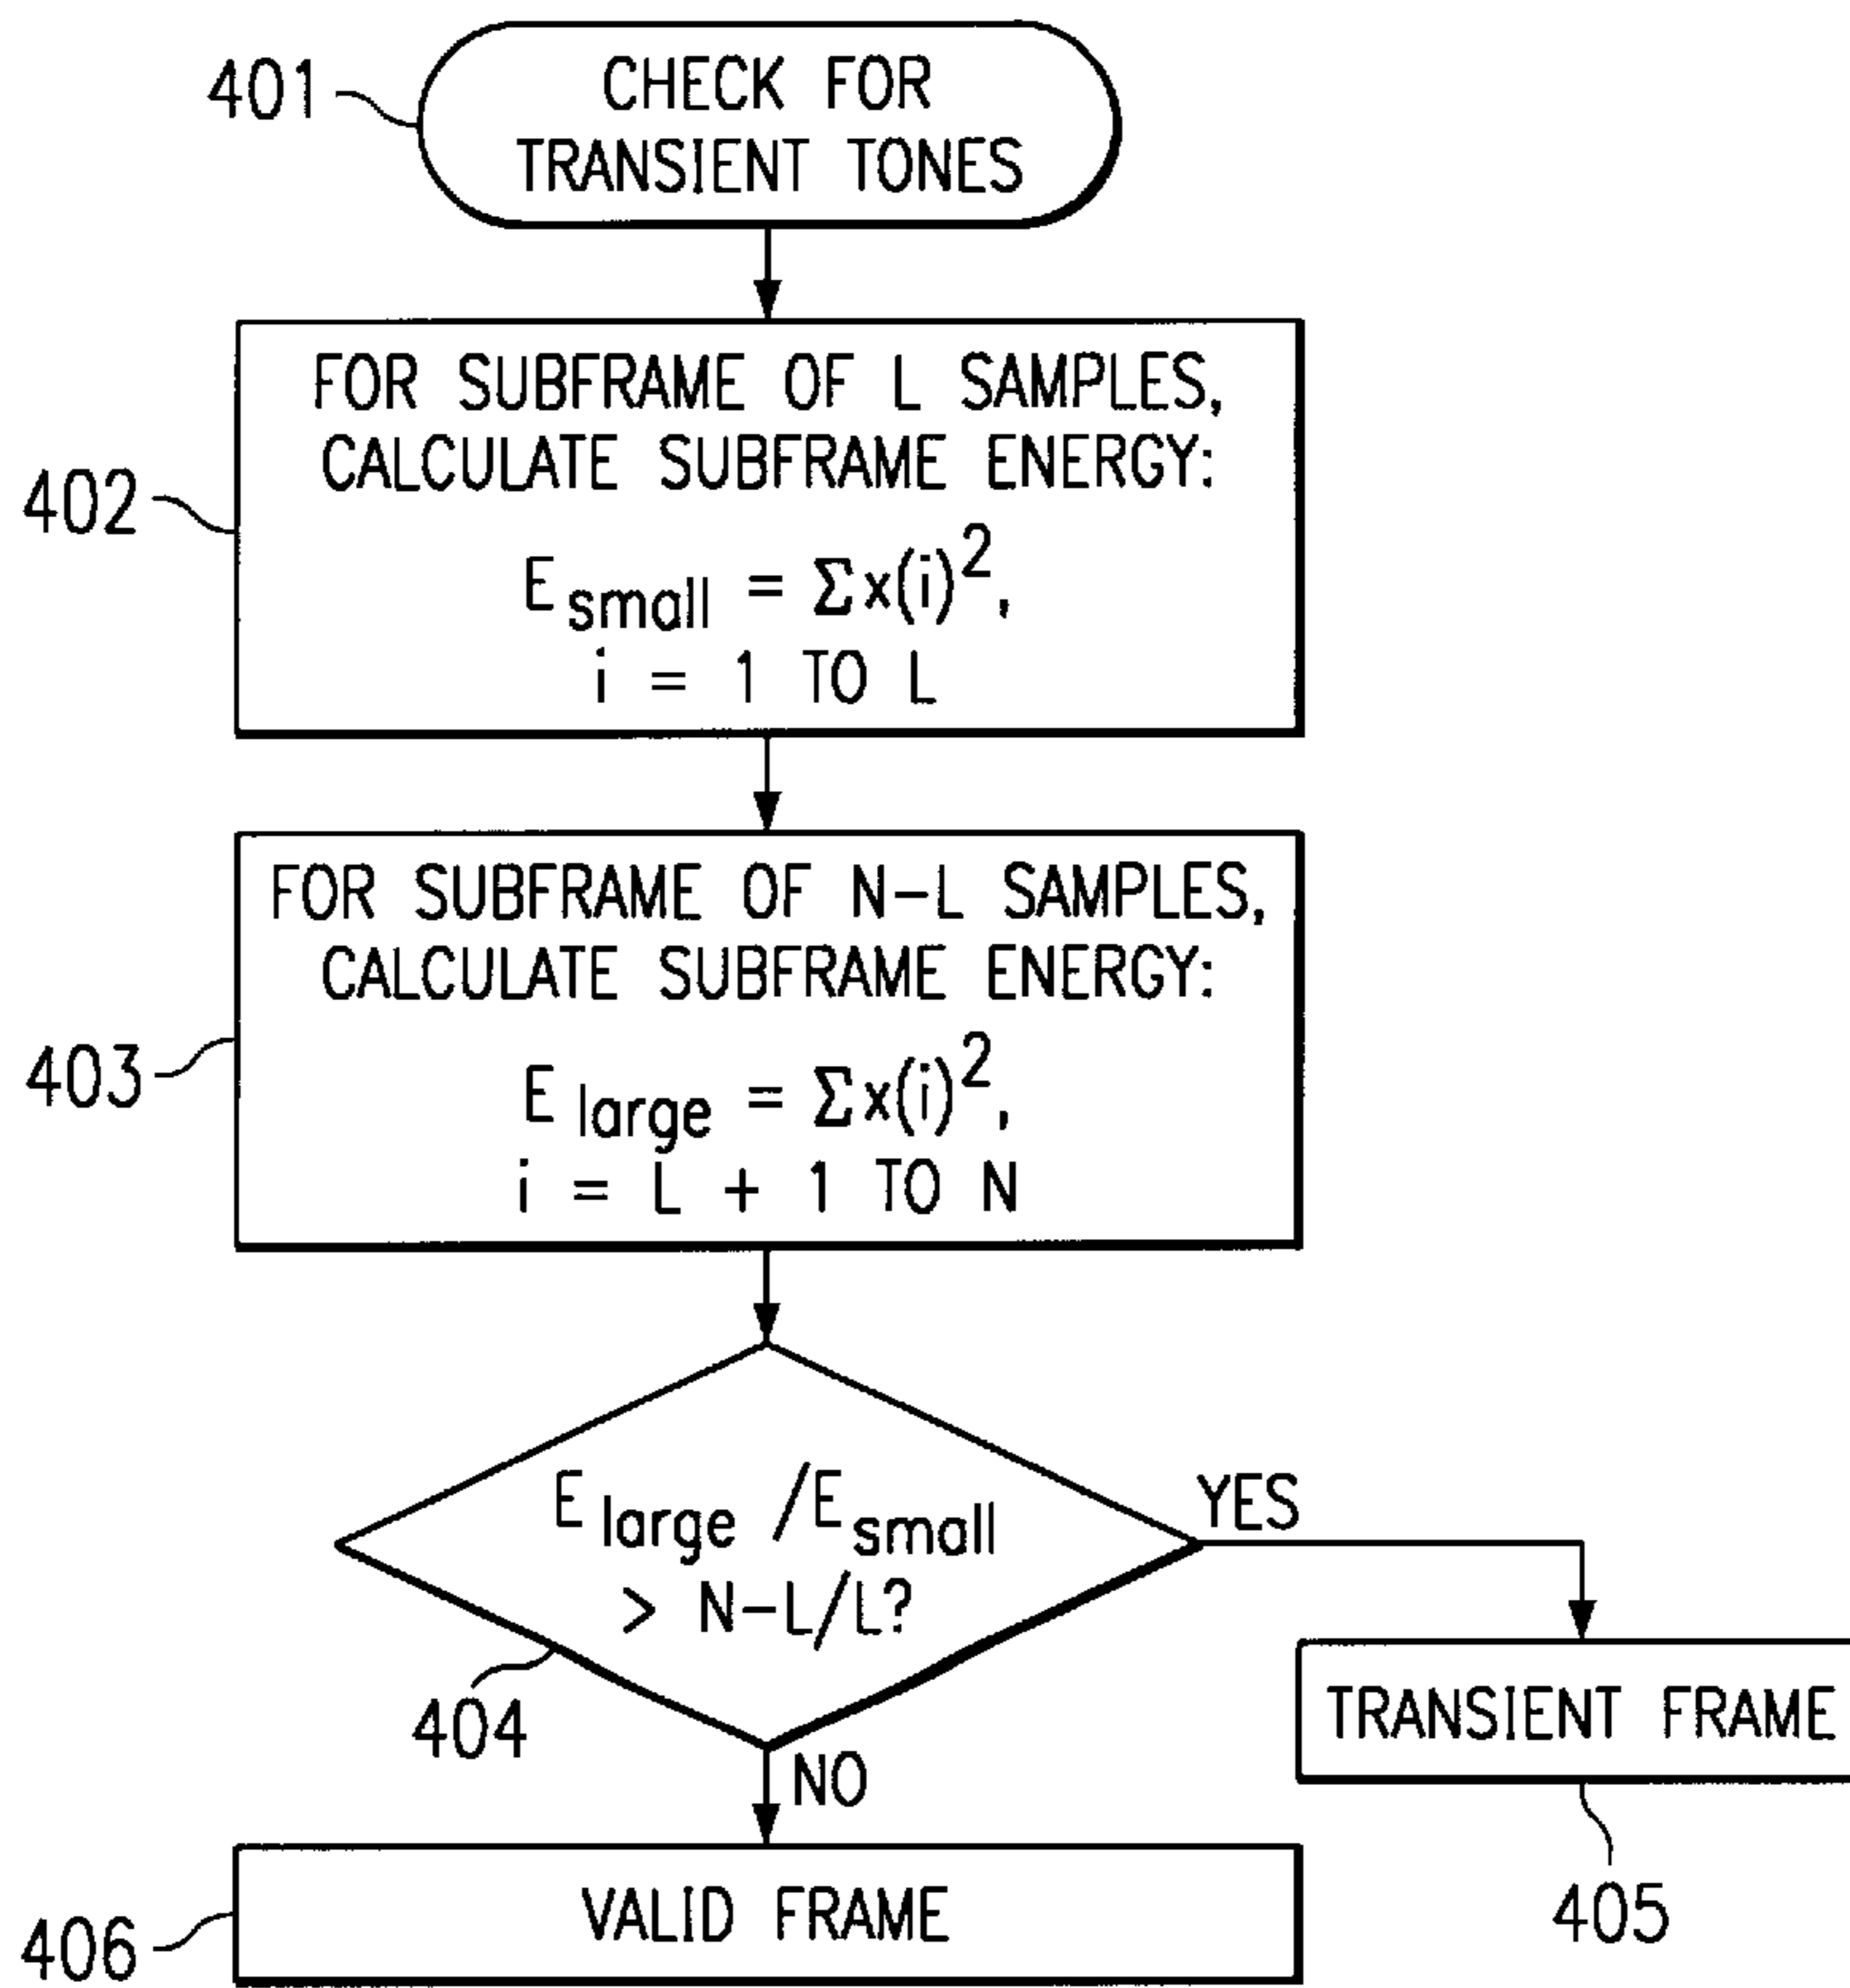 401
CHECK FOR
TRANSIENT TONES
402
FOR SUBFRAME OF L SAMPLES,
CALCULATE SUBFRAME ENERGY:
E small = Σx(i)²,
i = 1 TO L
403
FOR SUBFRAME OF N-L SAMPLES,
CALCULATE SUBFRAME ENERGY:
E large = Σx(i)²,
i = L + 1 TO N
404
E large /E small
> N-L/L?
YES
NO
TRANSIENT FRAME
405
406
VALID FRAME